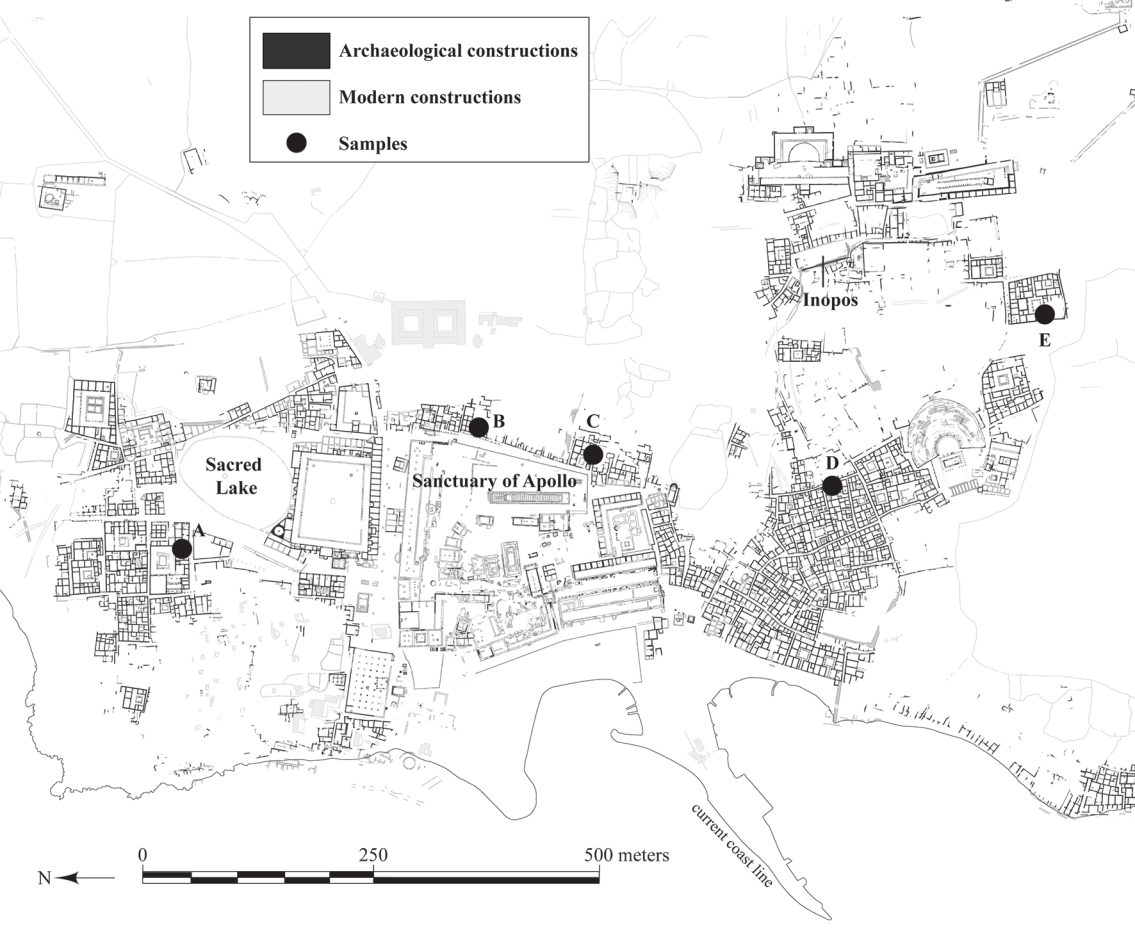 Archaeological constructions
Modern constructions
Samples
Inopos
E
B
C
Sacred
Lake
Sanctuary of Apollo
D
A
current coast line
0 250 500 meters
N